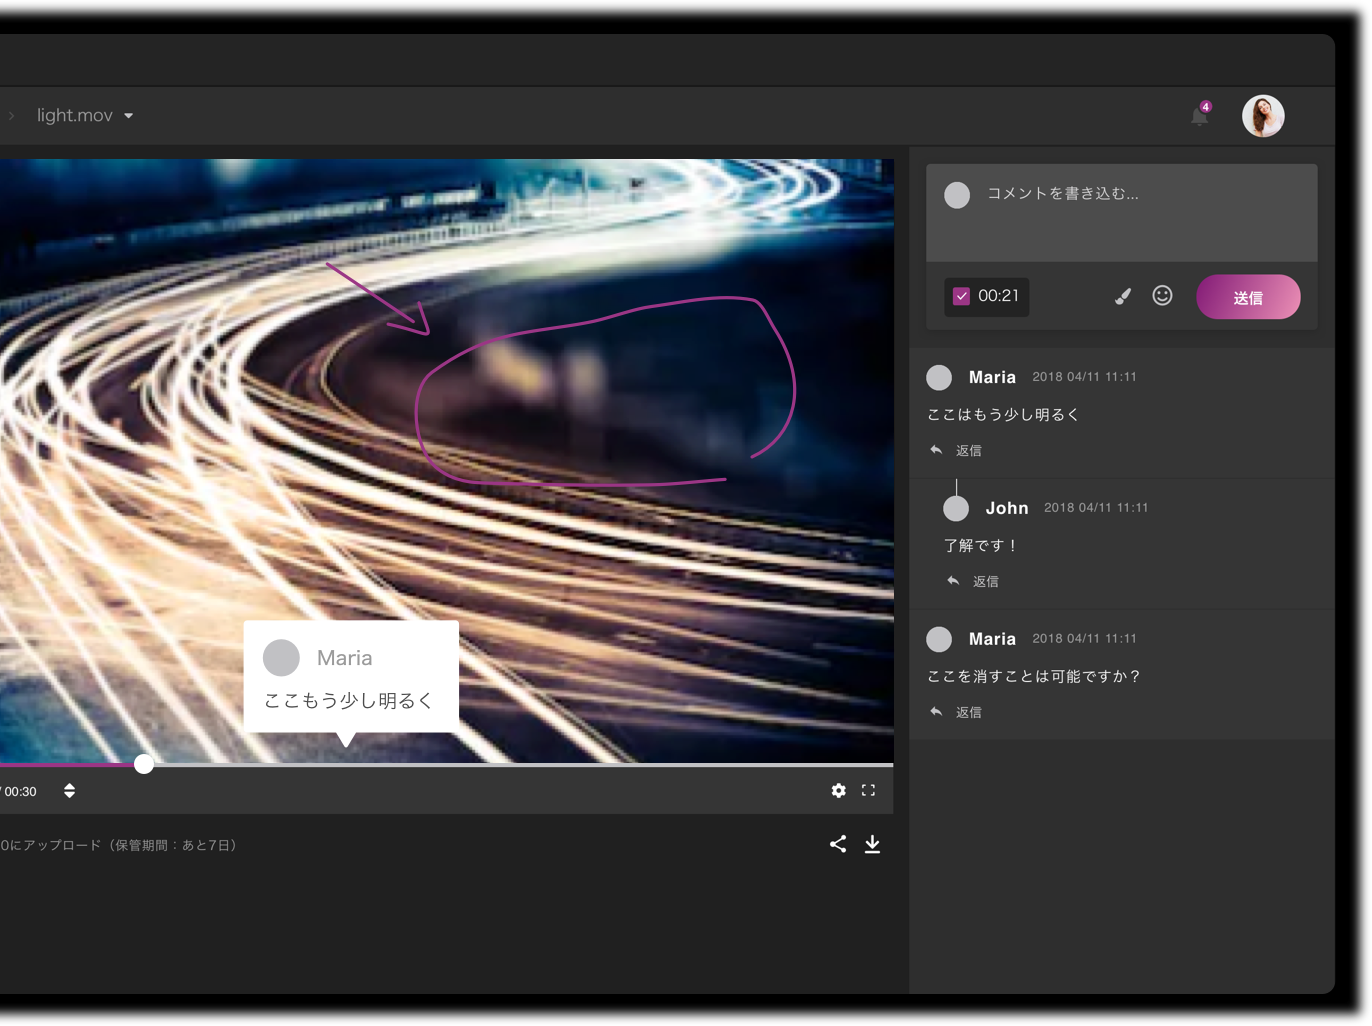 light.mov
4
コメントを書き込む...
00:21
送信
Maria 2018 04/11 11:11
ここはもう少し明るく
返信
John 2018 04/11 11:11
了解です！
返信
Maria 2018 04/11 11:11
ここを消すことは可能ですか？
返信
Maria
ここもう少し明るく
/ 00:30
0にアップロード（保管期間：あと7日）